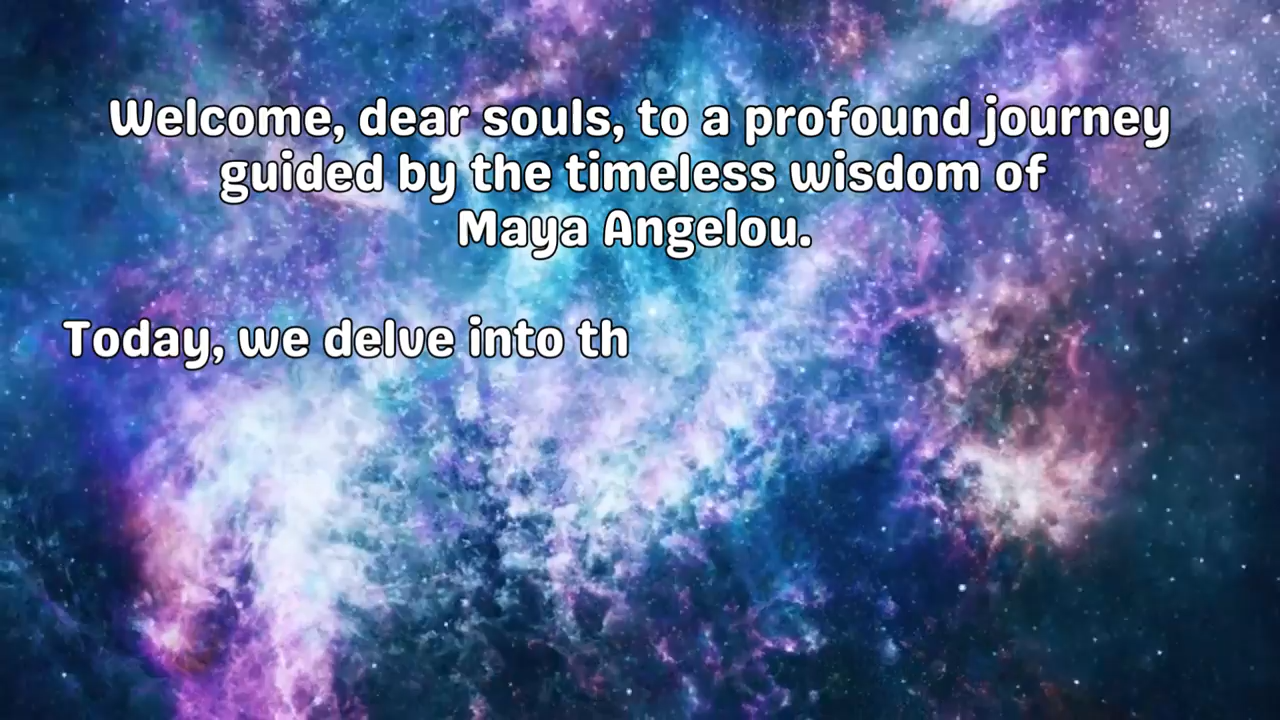 Welcome, dear souls, to a profound journey
guided by the timeless wisdom of
Maya Angelou.
Today, we delve into th